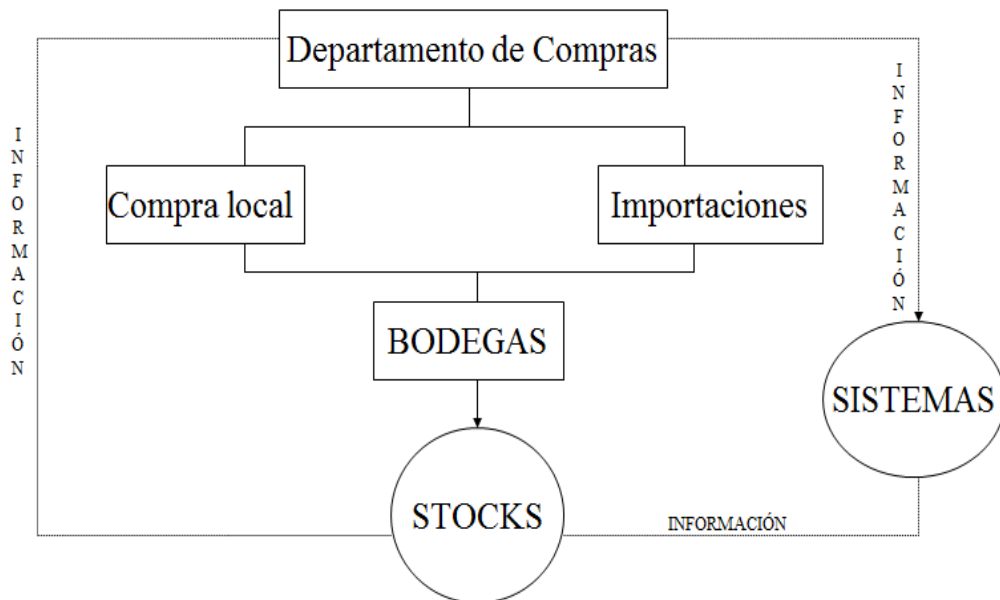 Departamento de Compras
INFORMACIÓN
INFORMACIÓN
Compra local
Importaciones
BODEGAS
SISTEMAS
STOCKS
INFORMACIÓN